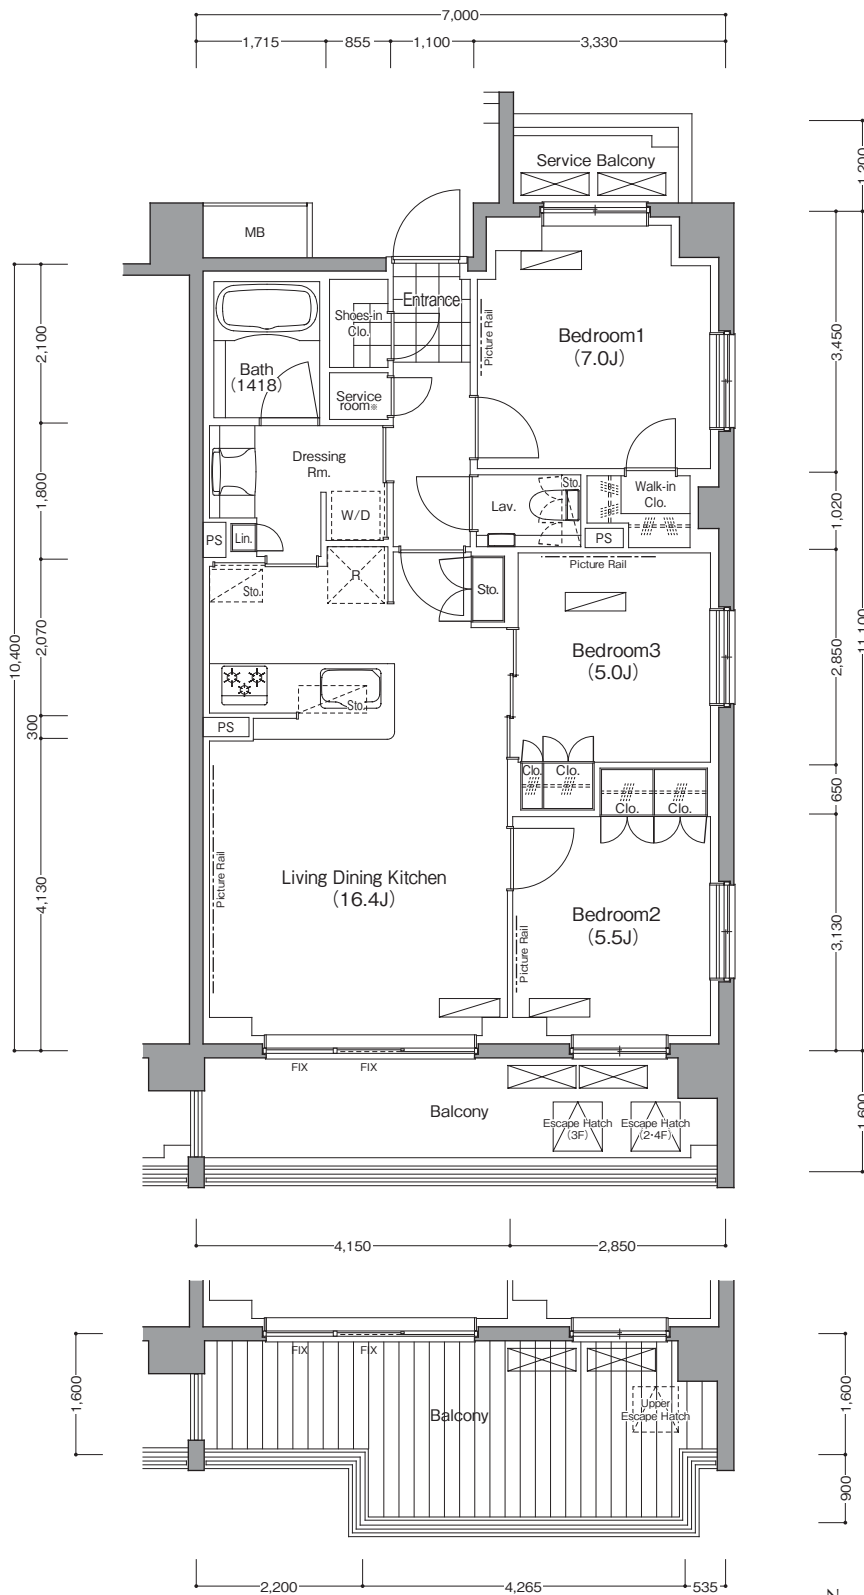 7,000
1,715
855
1,100
3,330
Service Balcony
1,200
MB
Entrance
Shoes-in
Clo.
Picture Rail
Bedroom1
(7.0J)
2,100
3,450
Bath
(1418)
Service
room※
Dressing
Rm.
Lav.
Sto.
Walk-in
Clo.
1,800
1,020
W/D
PS
Lin.
PS
Picture Rail
R
Sto.
Sto.
10,400
2,070
11,100
Bedroom3
(5.0J)
2,850
Sto.
PS
300
Clo.
Clo.
650
Clo.
Clo.
Picture Rail
4,130
Living Dining Kitchen
(16.4J)
Picture Rail
Bedroom2
(5.5J)
3,130
FIX
FIX
Balcony
Escape Hatch
(3F)
Escape Hatch
(2・4F)
1,600
4,150
2,850
FIX
FIX
1,600
Balcony
Upper
Escape Hatch
1,600
900
2,200
4,265
535
N